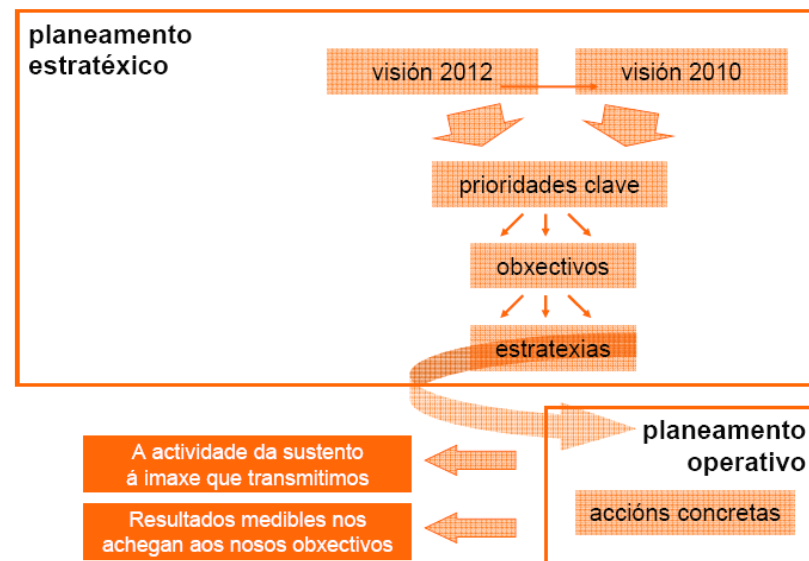 planeamento
estratéxico
visión 2012
visión 2010
prioridades clave
obxectivos
estratexias
planeamento
operativo
accións concretas
A actividade da sustento
á imaxe que transmitimos
Resultados medibles nos
achegan aos nosos obxectivos